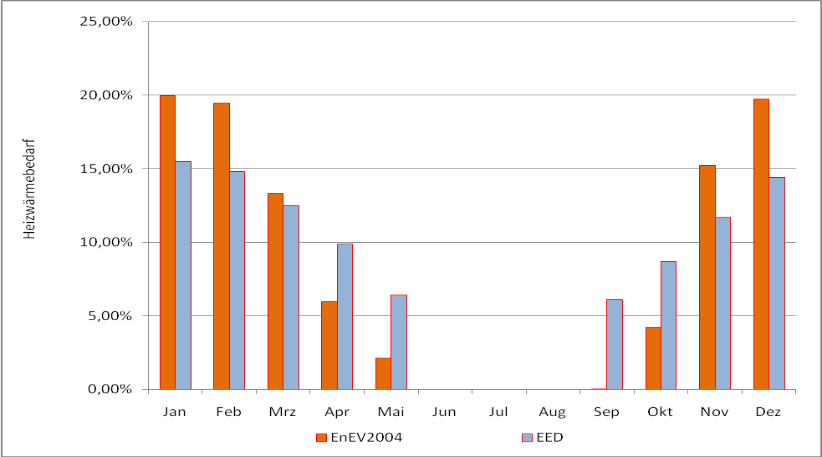 25,00%
20,00%
15,00%
10,00%
5,00%
0,00%
Heizwärmebedarf
Jan Feb Mrz Apr Mai Jun Jul Aug Sep Okt Nov Dez
EnEV2004 EED